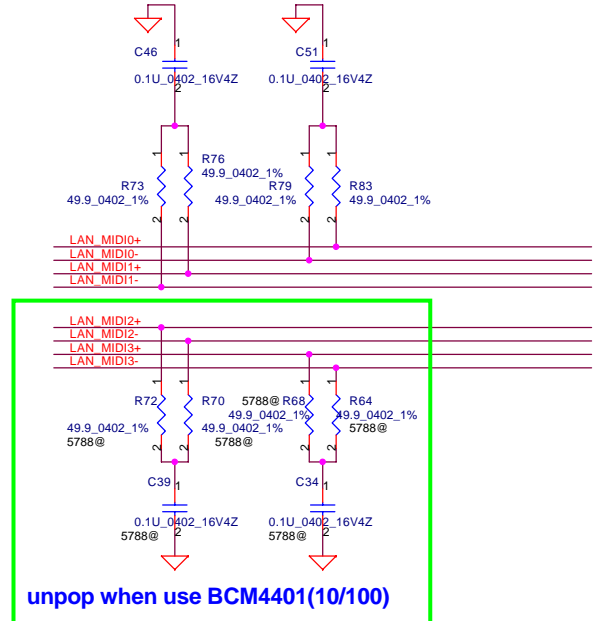 1
1
C46
C51
0.1U_0402_16V4Z
0.1U_0402_16V4Z
2
2
1
1
1
1
R76
49.9_0402_1%
R73
R79
R83
49.9_0402_1%
49.9_0402_1%
49.9_0402_1%
2
2
2
2
LAN_MIDI0+
LAN_MIDI0-
LAN_MIDI1+
LAN_MIDI1-
LAN_MIDI2+
LAN_MIDI2-
LAN_MIDI3+
LAN_MIDI3-
1
1
1
1
R72
R70
5788@
R68
R64
49.9_0402_1%
49.9_0402_1%
49.9_0402_1%
49.9_0402_1%
5788@
5788@
5788@
2
2
2
2
C39
1
C34
1
0.1U_0402_16V4Z
0.1U_0402_16V4Z
5788@
2
5788@
2
unpop when use BCM4401(10/100)